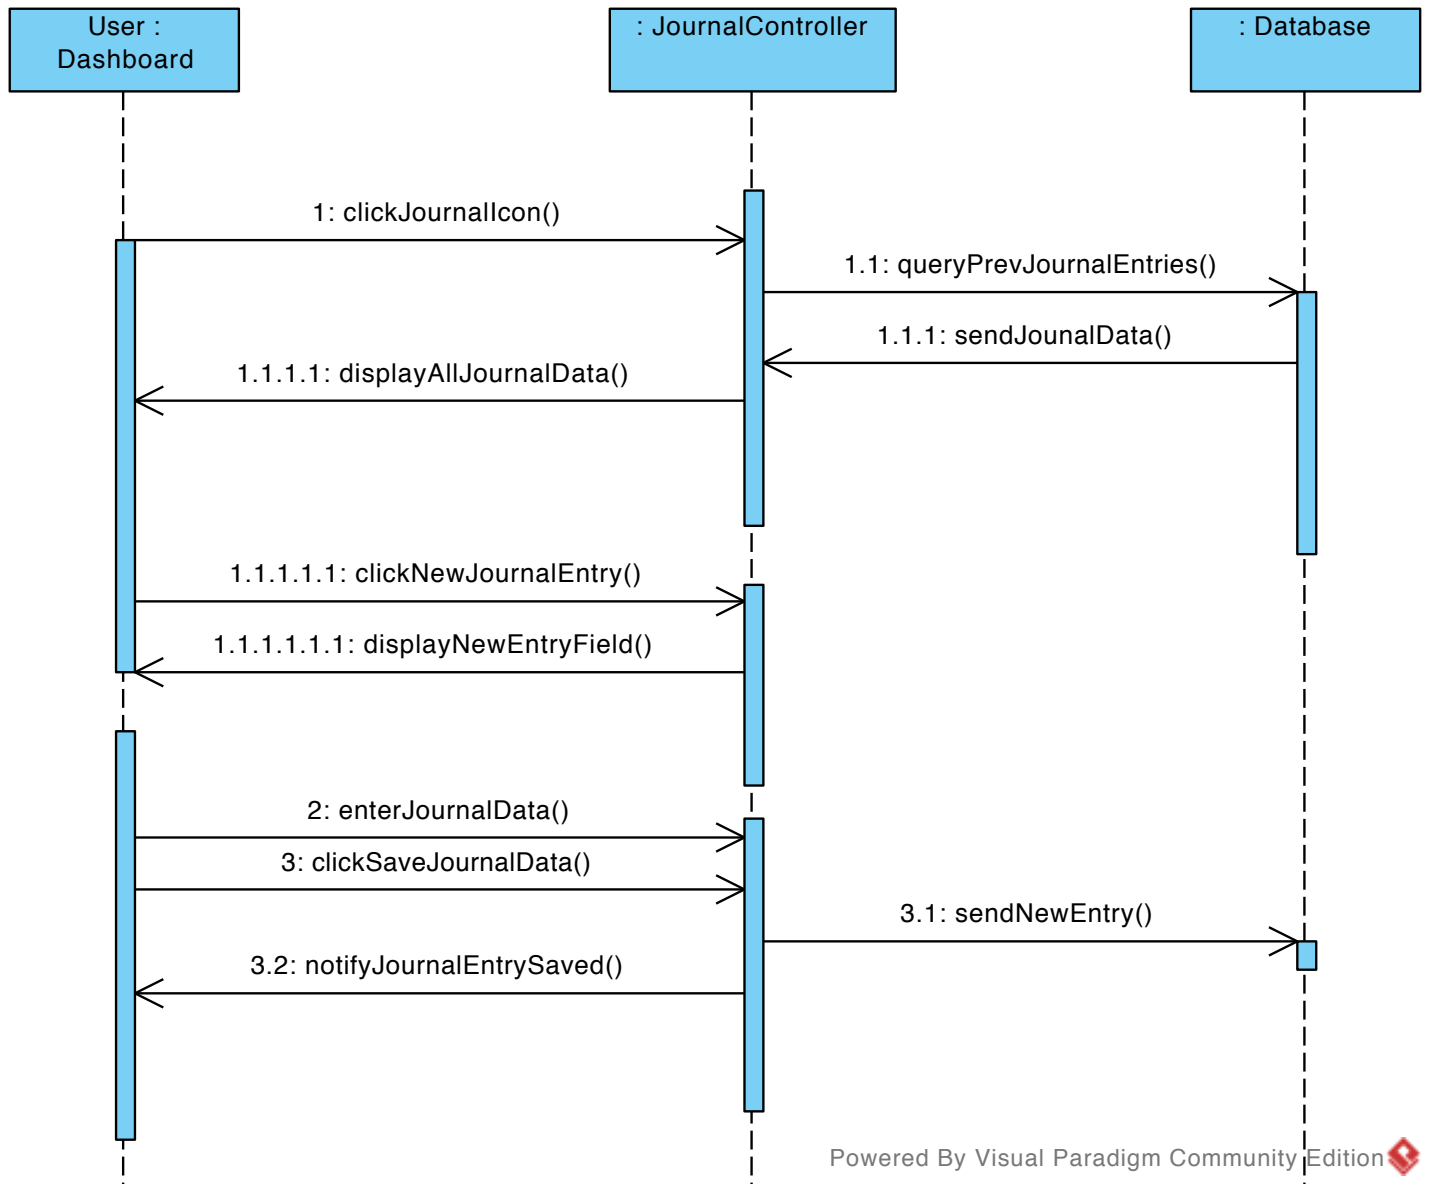 User :
Dashboard
: JournalController
: Database
1: clickJournalIcon()
1.1: queryPrevJournalEntries()
1.1.1: sendJounalData()
1.1.1.1: displayAllJournalData()
1.1.1.1.1: clickNewJournalEntry()
1.1.1.1.1.1: displayNewEntryField()
2: enterJournalData()
3: clickSaveJournalData()
3.1: sendNewEntry()
3.2: notifyJournalEntrySaved()
Powered By Visual Paradigm Community Edition